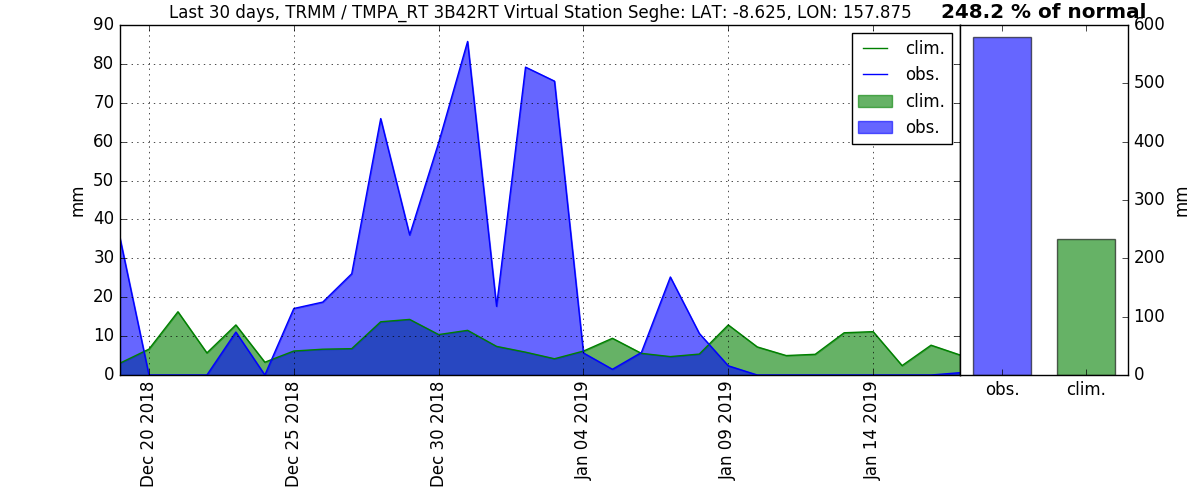 Last 30 days, TRMM / TMPA_RT 3B42RT Virtual Station Seghe: LAT: -8.625, LON: 157.875
248.2 % of normal
90
80
70
60
50
40
30
20
10
0
mm
clim.
obs.
clim.
obs.
600
500
400
300
200
100
0
mm
Dec 20 2018
Dec 25 2018
Dec 30 2018
Jan 04 2019
Jan 09 2019
Jan 14 2019
obs.
clim.